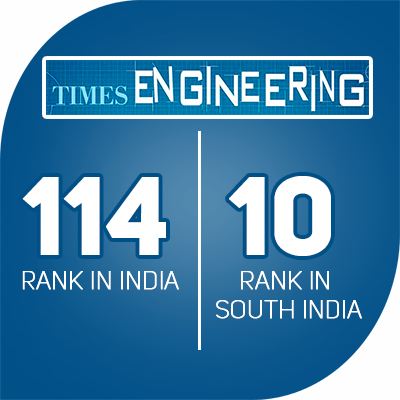 TIMES ENGINEERING
114
RANK IN INDIA
10
RANK IN
SOUTH INDIA